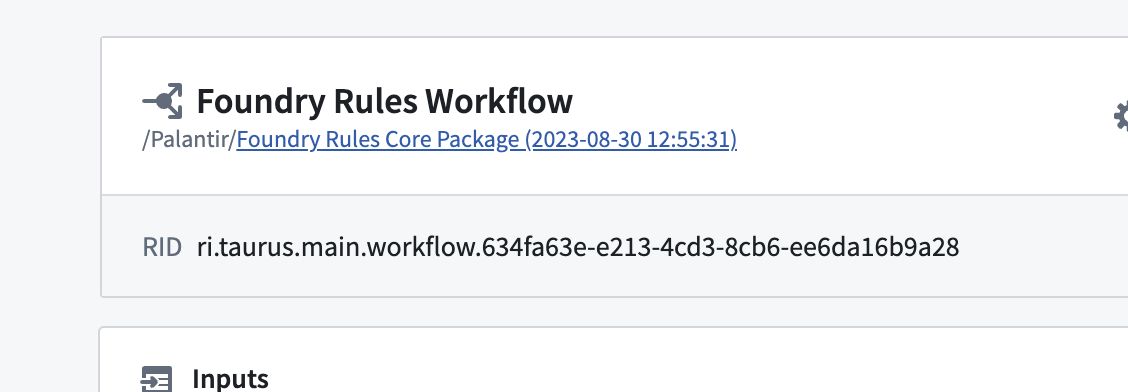 Foundry Rules Workflow
/Palantir/Foundry Rules Core Package (2023-08-30 12:55:31)
RID ri.taurus.main.workflow.634fa63e-e213-4cd3-8cb6-ee6da16b9a28
Inputs